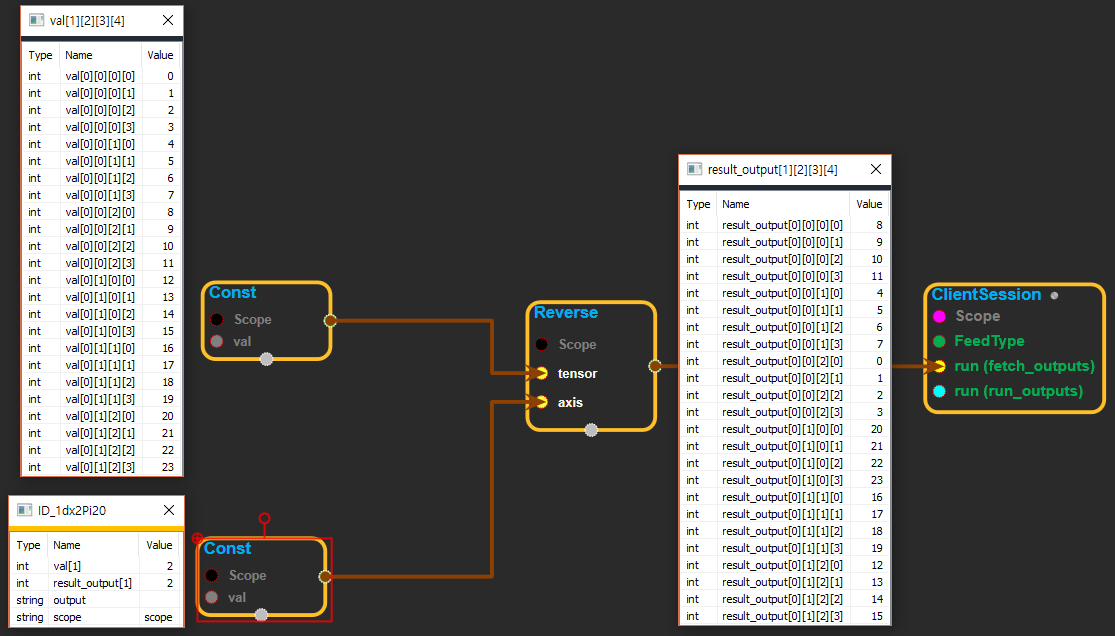 val[1][2][3][4]
Type Name Value
int val[0][0][0][0] 0
int val[0][0][0][1] 1
int val[0][0][0][2] 2
int val[0][0][0][3] 3
int val[0][0][1][0] 4
int val[0][0][1][1] 5
int val[0][0][1][2] 6
int val[0][0][1][3] 7
int val[0][0][2][0] 8
int val[0][0][2][1] 9
int val[0][0][2][2] 10
int val[0][0][2][3] 11
int val[0][1][0][0] 12
int val[0][1][0][1] 13
int val[0][1][0][2] 14
int val[0][1][0][3] 15
int val[0][1][1][0] 16
int val[0][1][1][1] 17
int val[0][1][1][2] 18
int val[0][1][1][3] 19
int val[0][1][2][0] 20
int val[0][1][2][1] 21
int val[0][1][2][2] 22
int val[0][1][2][3] 23
ID_1dx2Pi20
Type Name Value
int val[1] 2
int result_output[1] 2
string output
string scope scope
Const
Scope
val
Const
Scope
val
Reverse
Scope
tensor
axis
result_output[1][2][3][4]
Type Name Value
int result_output[0][0][0][0] 8
int result_output[0][0][0][1] 9
int result_output[0][0][0][2] 10
int result_output[0][0][0][3] 11
int result_output[0][0][1][0] 4
int result_output[0][0][1][1] 5
int result_output[0][0][1][2] 6
int result_output[0][0][1][3] 7
int result_output[0][0][2][0] 0
int result_output[0][0][2][1] 1
int result_output[0][0][2][2] 2
int result_output[0][0][2][3] 3
int result_output[0][1][0][0] 20
int result_output[0][1][0][1] 21
int result_output[0][1][0][2] 22
int result_output[0][1][0][3] 23
int result_output[0][1][1][0] 16
int result_output[0][1][1][1] 17
int result_output[0][1][1][2] 18
int result_output[0][1][1][3] 19
int result_output[0][1][2][0] 12
int result_output[0][1][2][1] 13
int result_output[0][1][2][2] 14
int result_output[0][1][2][3] 15
ClientSession
Scope
FeedType
run (fetch_outputs)
run (run_outputs)